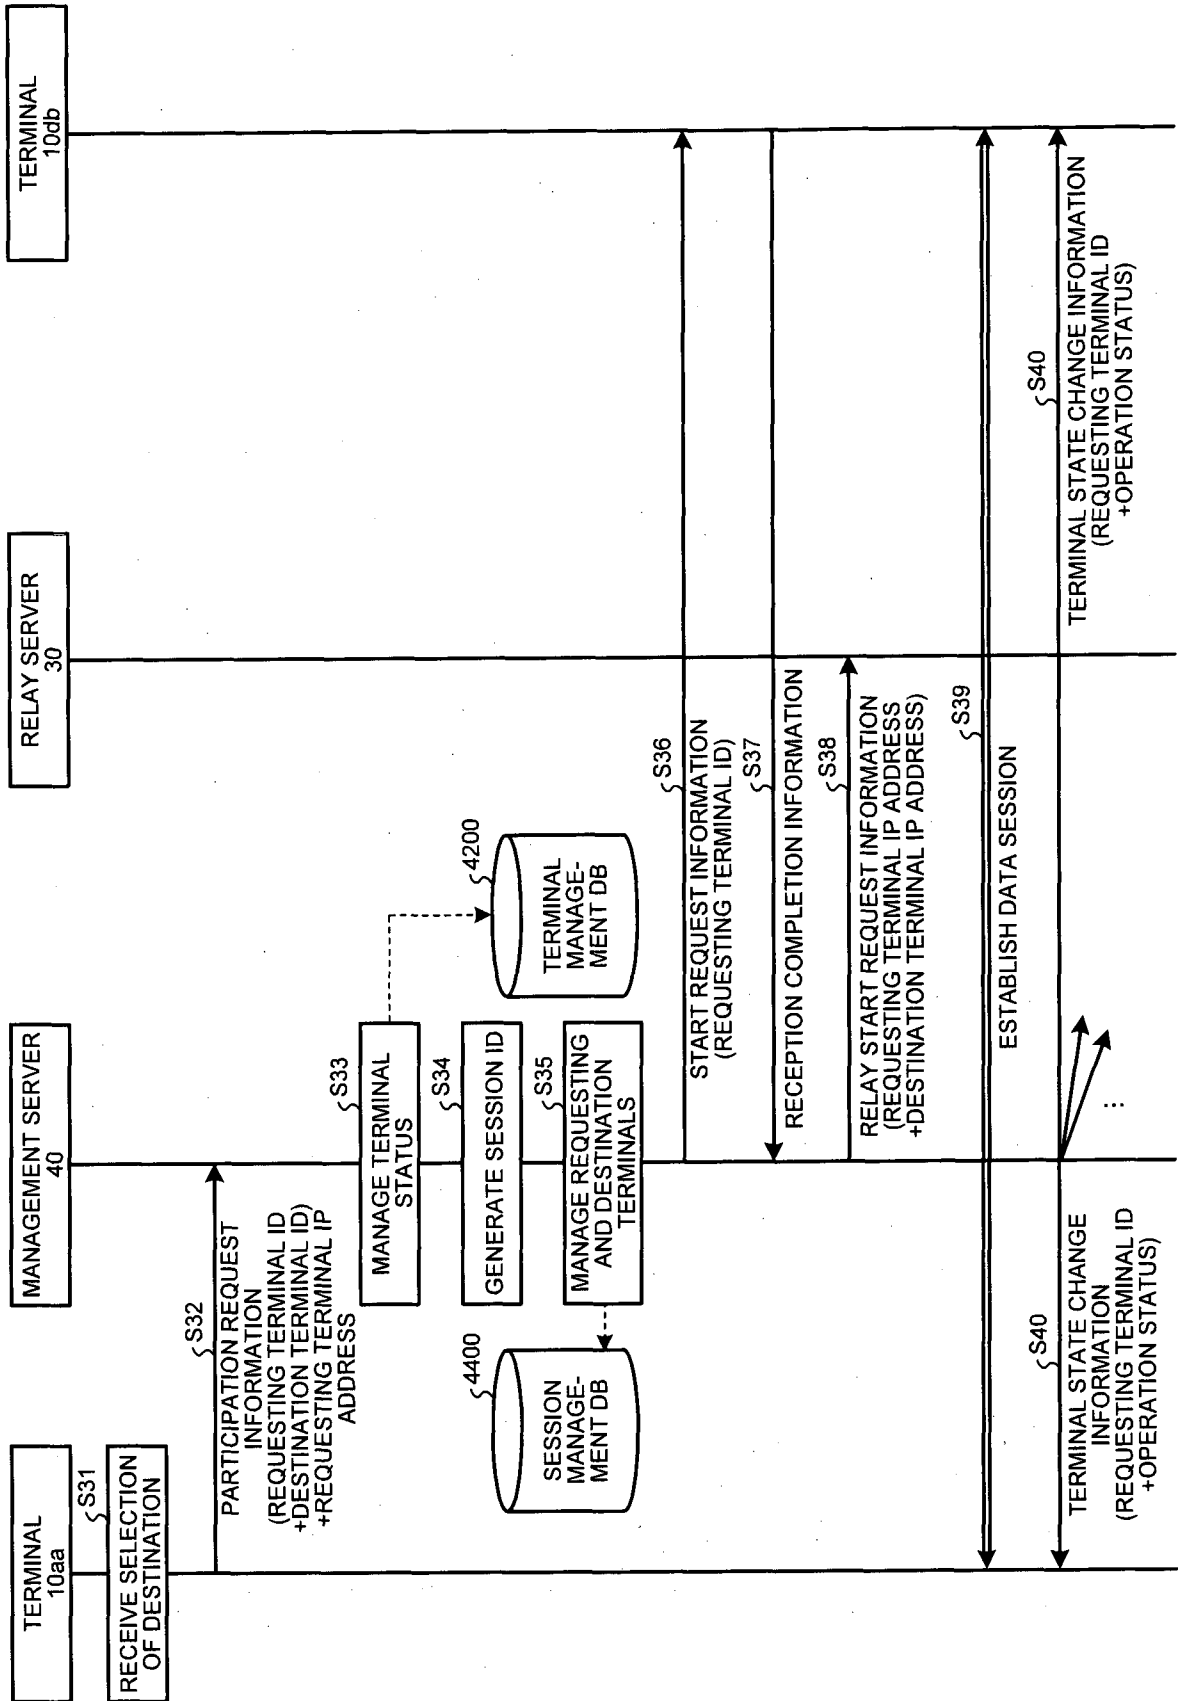 TERMINAL
10aa
MANAGEMENT SERVER
40
RELAY SERVER
30
TERMINAL
10db
S31
RECEIVE SELECTION
OF DESTINATION
S32
PARTICIPATION REQUEST
INFORMATION
(REQUESTING TERMINAL ID
+DESTINATION TERMINAL ID)
+REQUESTING TERMINAL IP
ADDRESS
S33
MANAGE TERMINAL
STATUS
4200
TERMINAL
MANAGE-
MENT DB
S34
GENERATE SESSION ID
S35
MANAGE REQUESTING
AND DESTINATION
TERMINALS
4400
SESSION
MANAGE-
MENT DB
S36
START REQUEST INFORMATION
(REQUESTING TERMINAL ID)
S37
RECEPTION COMPLETION INFORMATION
S38
RELAY START REQUEST INFORMATION
(REQUESTING TERMINAL IP ADDRESS
+DESTINATION TERMINAL IP ADDRESS)
S39
ESTABLISH DATA SESSION
S40
TERMINAL STATE CHANGE
INFORMATION
(REQUESTING TERMINAL ID
+OPERATION STATUS)
...
S40
TERMINAL STATE CHANGE INFORMATION
(REQUESTING TERMINAL ID
+OPERATION STATUS)